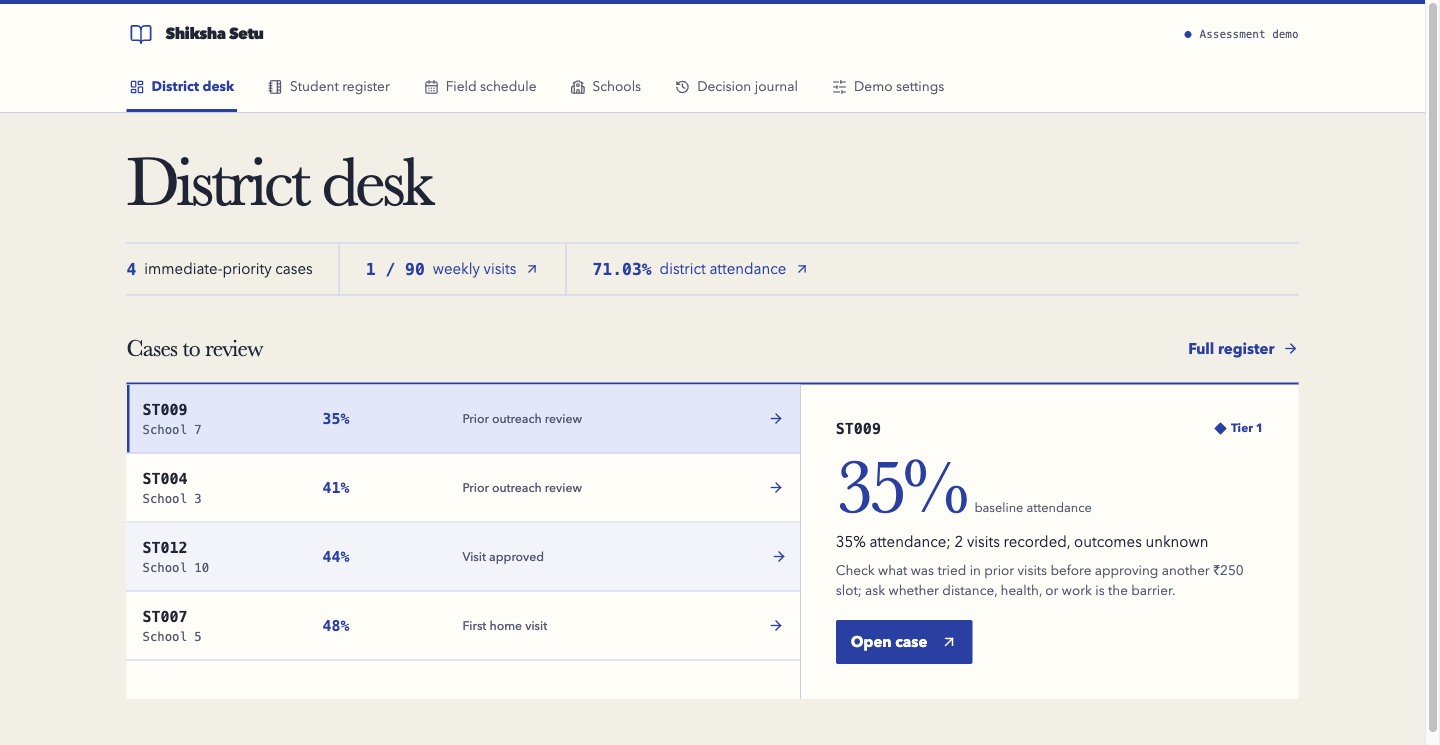 Shiksha Setu
Assessment demo
District desk
Student register
Field schedule
Schools
Decision journal
Demo settings
District desk
4 immediate-priority cases
1 / 90 weekly visits
71.03% district attendance
Cases to review
Full register
ST009
School 7
35%
Prior outreach review
ST004
School 3
41%
Prior outreach review
ST012
School 10
44%
Visit approved
ST007
School 5
48%
First home visit
ST009
Tier 1
35% baseline attendance
35% attendance; 2 visits recorded, outcomes unknown
Check what was tried in prior visits before approving another ₹250
slot; ask whether distance, health, or work is the barrier.
Open case